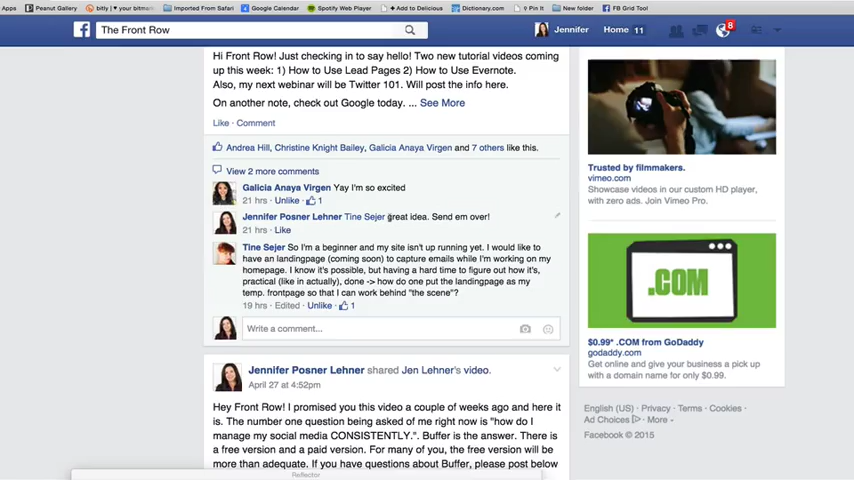 Apps Peanut Gallery bitly | your bitmar Imported From Safari Google Calendar Spotify Web Player + Add to Delicious Pin It New folder Dictionary.com FB Grid Tool
The Front Row
Jennifer Home 11 8
Hi Front Row! Just checking in to say hello! Two new tutorial videos coming
up this week: 1) How to Use Lead Pages 2) How to Use Evernote.
Also, my next webinar will be Twitter 101. Will post the info here.
On another note, check out Google today. ... See More
Like · Comment
Andrea Hill, Christine Knight Bailey, Galicia Anaya Virgen and 7 others like this.
View 2 more comments
Galicia Anaya Virgen Yay I'm so excited
21 hrs · Unlike · 1
Jennifer Posner Lehner Tine Sejer great idea. Send em over!
21 hrs · Like
Tine Sejer So I'm a beginner and my site isn't up running yet. I would like to
have an landingpage (coming soon) to capture emails while I'm working on my
homepage. I know it's possible, but having a hard time to figure out how it's,
practical (like in actually), done -> how do one put the landingpage as my
temp. frontpage so that I can work behind "the scene"?
19 hrs · Edited · Unlike · 1
Write a comment...
Jennifer Posner Lehner shared Jen Lehner's video.
April 27 at 4:52pm
Hey Front Row! I promised you this video a couple of weeks ago and here it
is. The number one question being asked of me right now is "how do I
manage my social media CONSISTENTLY.". Buffer is the answer. There is
a free version and a paid version. For many of you, the free version will be
more than adequate. If you have questions about Buffer, please post below
Reflector
Trusted by filmmakers.
vimeo.com
Showcase videos in our custom HD player,
with zero ads. Join Vimeo Pro.
.COM
$0.99* .COM from GoDaddy
godaddy.com
Get online and give your business a pick up
with a domain name for only $0.99.
English (US) · Privacy · Terms · Cookies ·
Ad Choices · More
Facebook © 2015